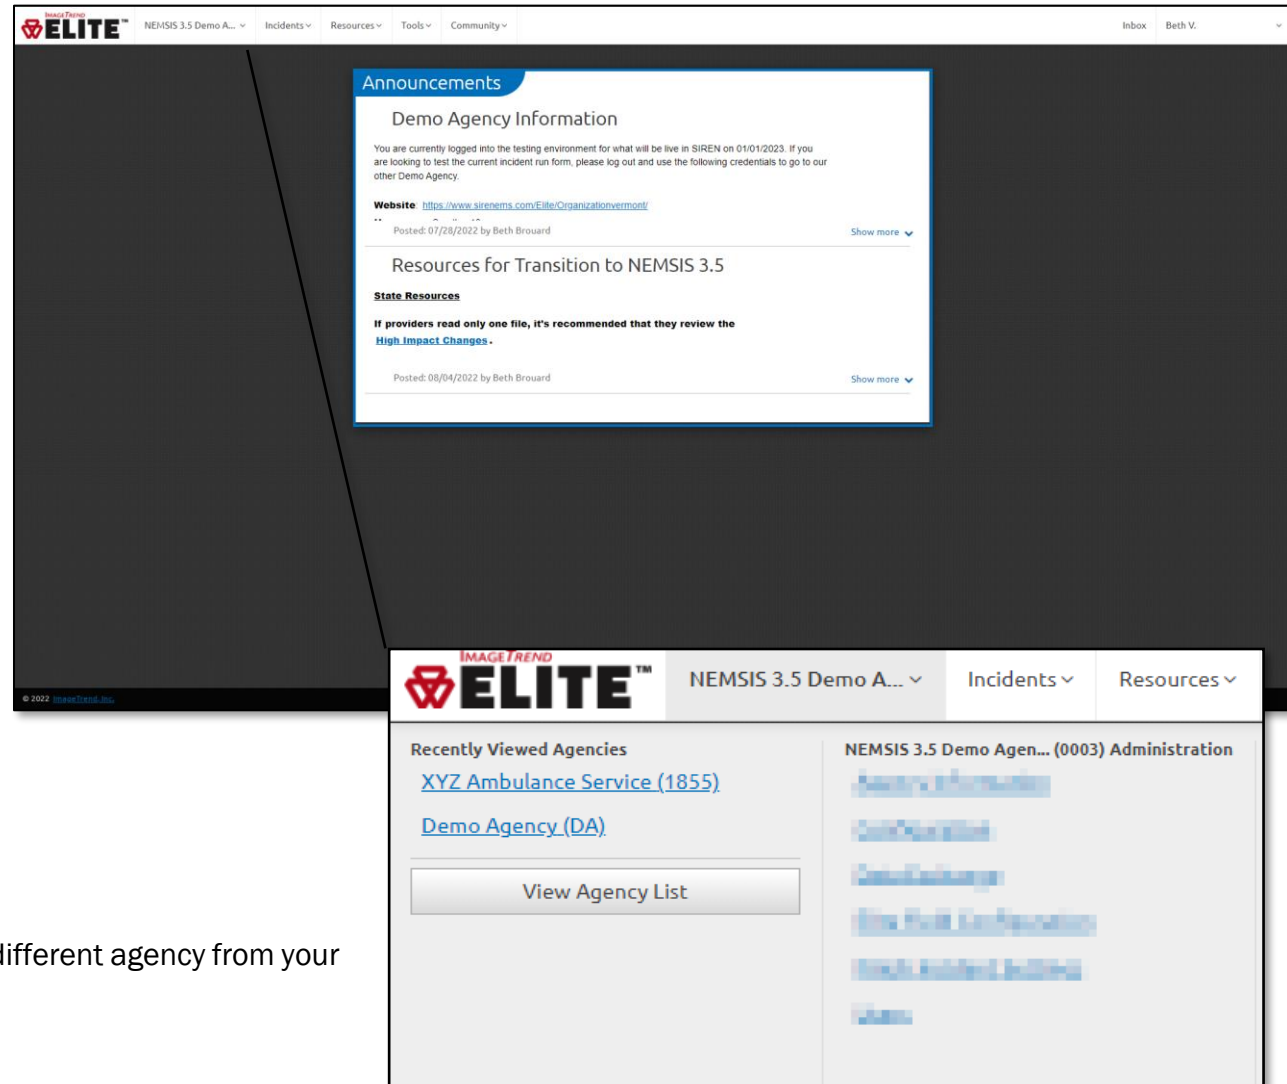 IMAGETREND
ELITE™ NEMSIS 3.5 Demo A... Incidents Resources Tools Community Inbox Beth V.
Announcements
Demo Agency Information
You are currently logged into the testing environment for what will be live in SIREN on 01/01/2023. If you
are looking to test the current incident run form, please log out and use the following credentials to go to our
other Demo Agency.
Website: https://www.sirenems.com/Elite/Organizationvermont/
Posted: 07/28/2022 by Beth Brouard Show more
Resources for Transition to NEMSIS 3.5
State Resources
If providers read only one file, it's recommended that they review the
High Impact Changes.
Posted: 08/04/2022 by Beth Brouard Show more
© 2022 ImageTrend, Inc.
IMAGETREND
ELITE™ NEMSIS 3.5 Demo A... Incidents Resources
Recently Viewed Agencies
XYZ Ambulance Service (1855)
Demo Agency (DA)
View Agency List
NEMSIS 3.5 Demo Agen... (0003) Administration
different agency from your